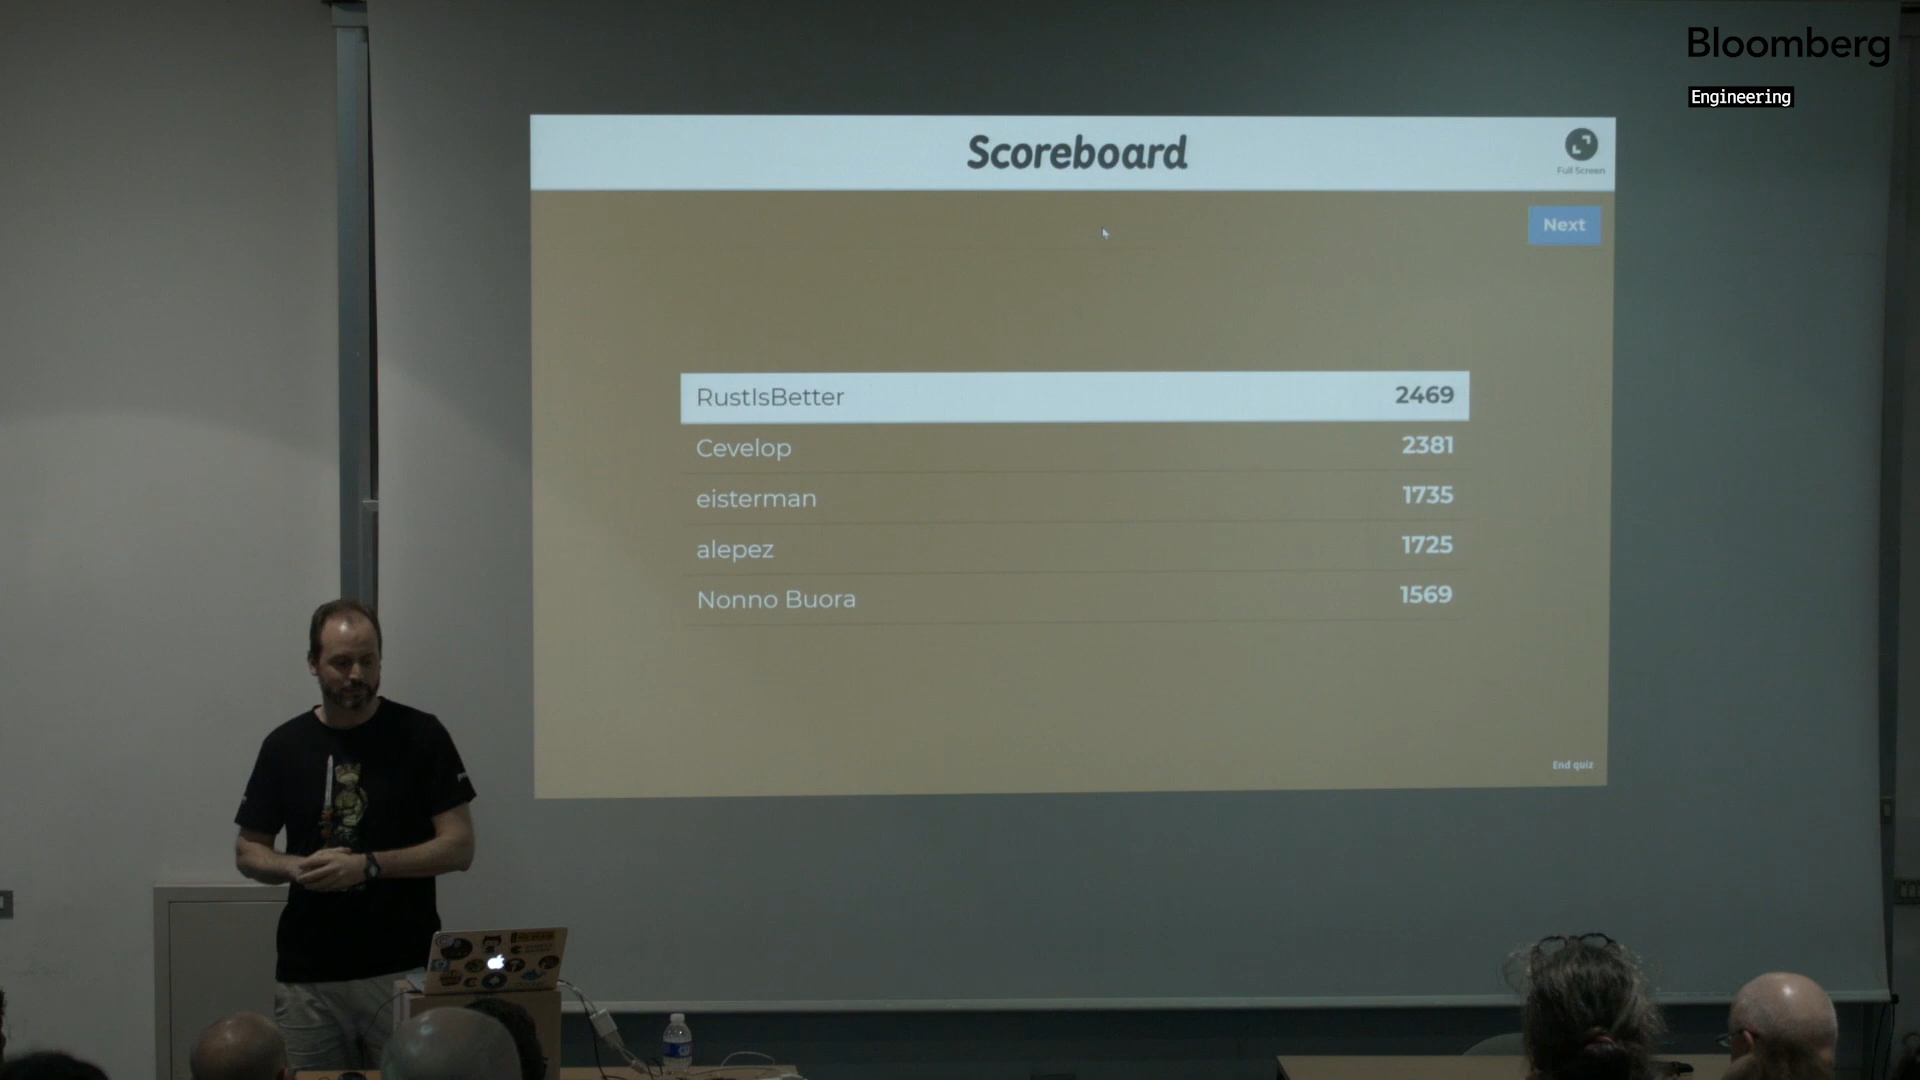 Bloomberg
Engineering
Scoreboard
Full Screen
Next
RustIsBetter 2469
Cevelop 2381
eisterman 1735
alepez 1725
Nonno Buora 1569
End quiz